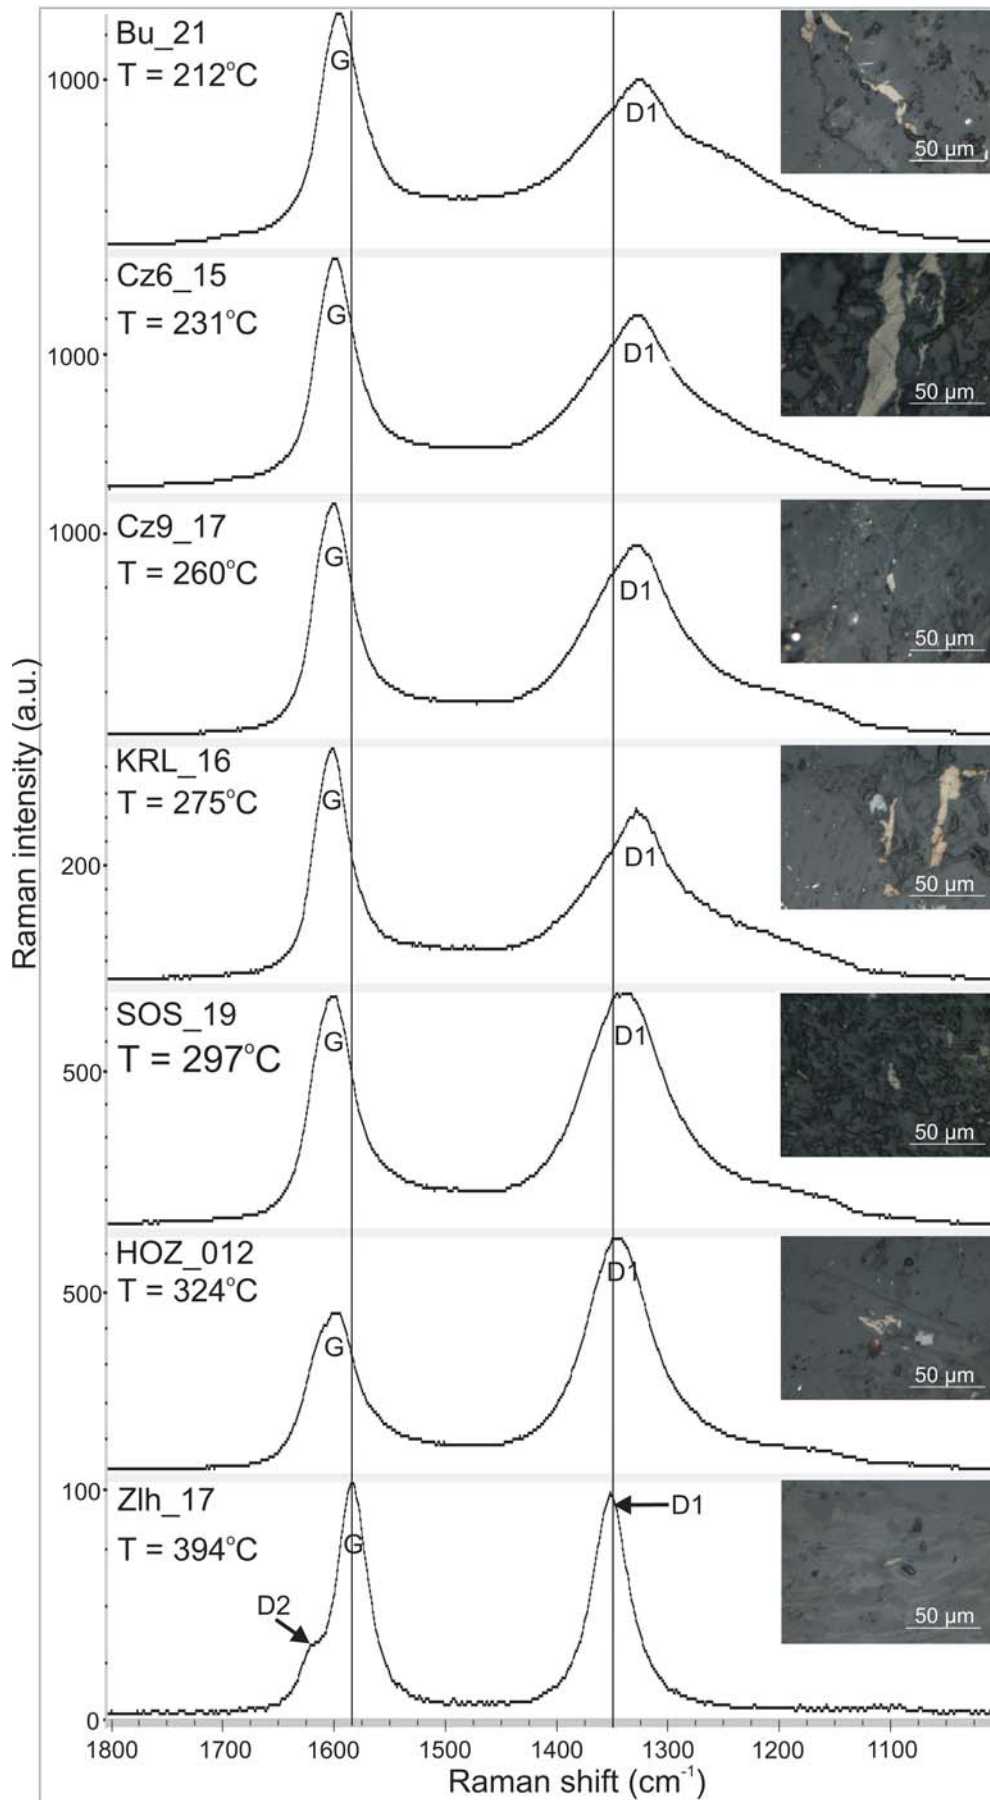 Raman intensity (a.u.)
Bu_21
T = 212°C
1000
G
D1
50 µm
Cz6_15
T = 231°C
1000
G
D1
50 µm
Cz9_17
T = 260°C
1000
G
D1
50 µm
KRL_16
T = 275°C
200
G
D1
50 µm
SOS_19
T = 297°C
500
G
D1
50 µm
HOZ_012
T = 324°C
500
G
D1
50 µm
Zlh_17
T = 394°C
100
G
D1
D2
50 µm
0
1800 1700 1600 1500 1400 1300 1200 1100
Raman shift (cm⁻¹)